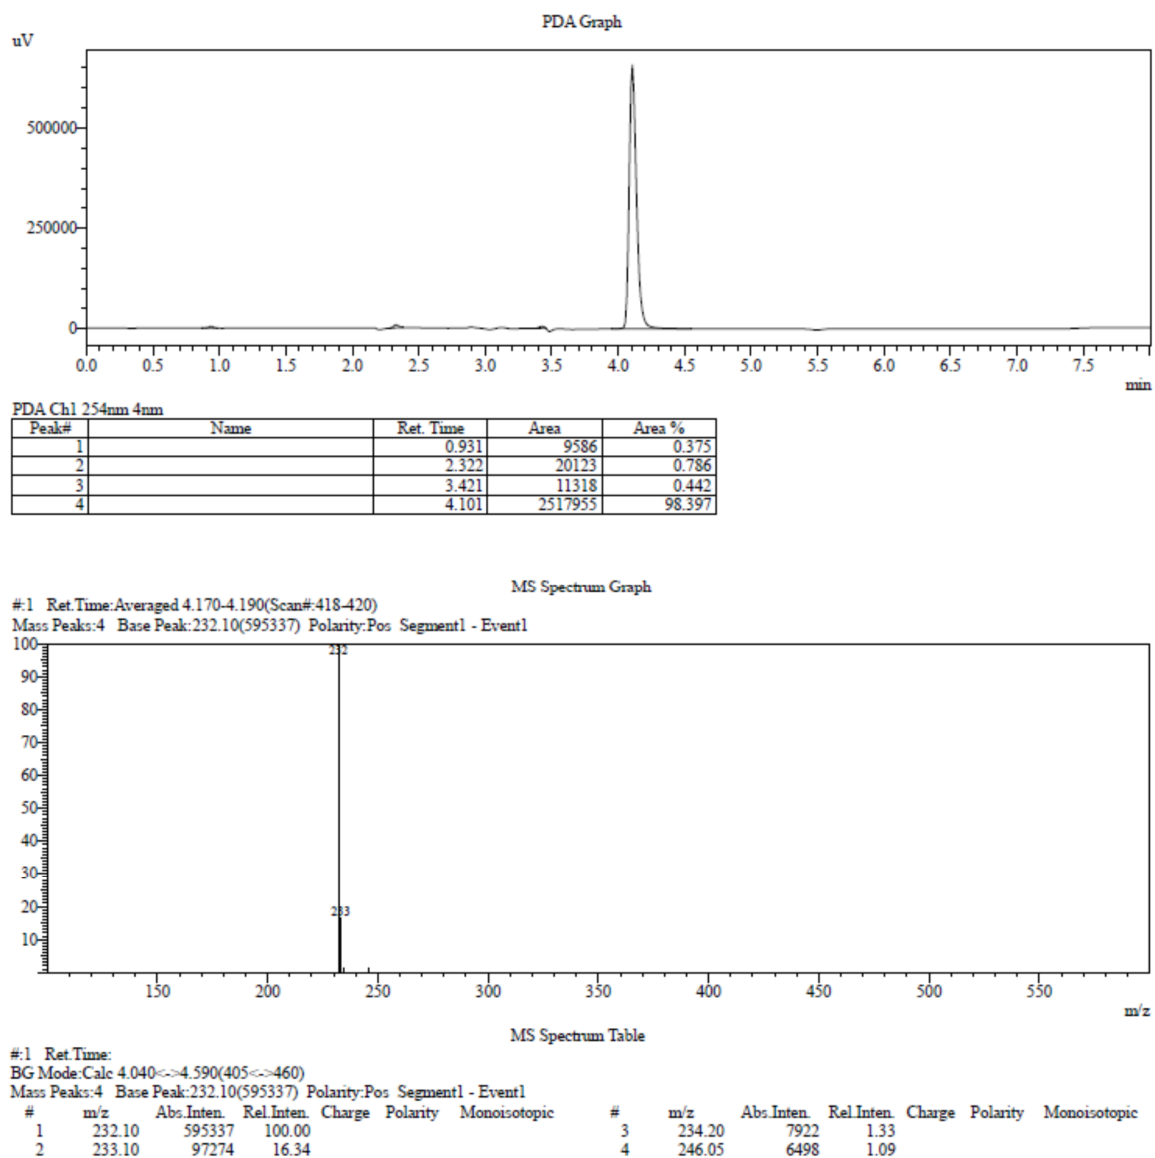 PDA Graph
uV
500000
250000
0
0.0 0.5 1.0 1.5 2.0 2.5 3.0 3.5 4.0 4.5 5.0 5.5 6.0 6.5 7.0 7.5
min
PDA Ch1 254nm 4nm
Peak# Name Ret. Time Area Area %
1 0.931 9586 0.375
2 2.322 20123 0.786
3 3.421 11318 0.442
4 4.101 2517955 98.397
MS Spectrum Graph
#:1 Ret.Time:Averaged 4.170-4.190(Scan#:418-420)
Mass Peaks:4 Base Peak:232.10(595337) Polarity:Pos Segment1 - Event1
100
232
90
80
70
60
50
40
30
20
233
10
150 200 250 300 350 400 450 500 550
m/z
MS Spectrum Table
#:1 Ret.Time:
BG Mode:Calc 4.040<->4.590(405<->460)
Mass Peaks:4 Base Peak:232.10(595337) Polarity:Pos Segment1 - Event1
# m/z Abs.Inten. Rel.Inten. Charge Polarity Monoisotopic # m/z Abs.Inten. Rel.Inten. Charge Polarity Monoisotopic
1 232.10 595337 100.00 3 234.20 7922 1.33
2 233.10 97274 16.34 4 246.05 6498 1.09